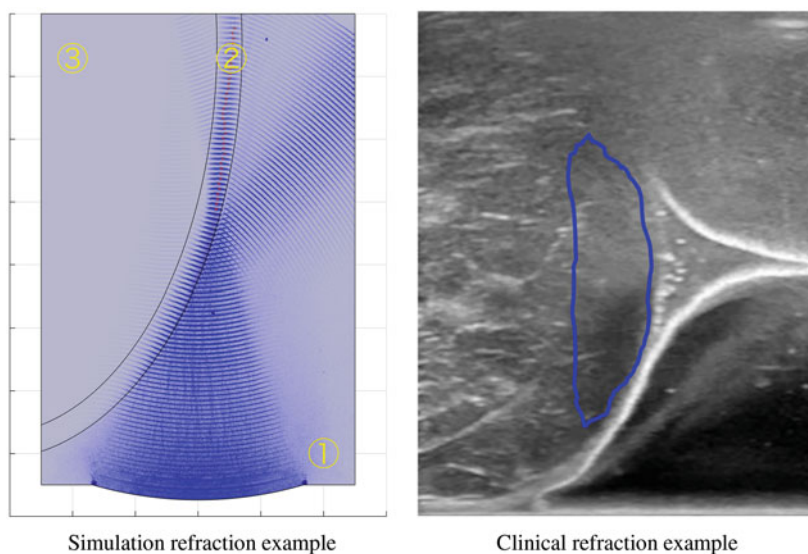 ③ ②
①
Simulation refraction example
Clinical refraction example